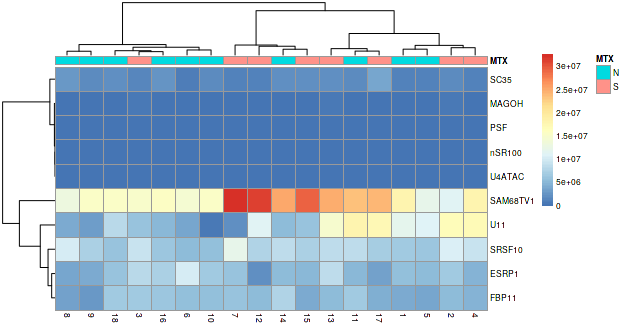 MTX
SC35
MAGOH
PSF
nSR100
U4ATAC
SAM68TV1
U11
SRSF10
ESRP1
FBP11
8 9 18 3 16 6 10 7 12 14 15 13 11 17 1 5 2 4
3e+07
2.5e+07
2e+07
1.5e+07
1e+07
5e+06
0
MTX
N
S